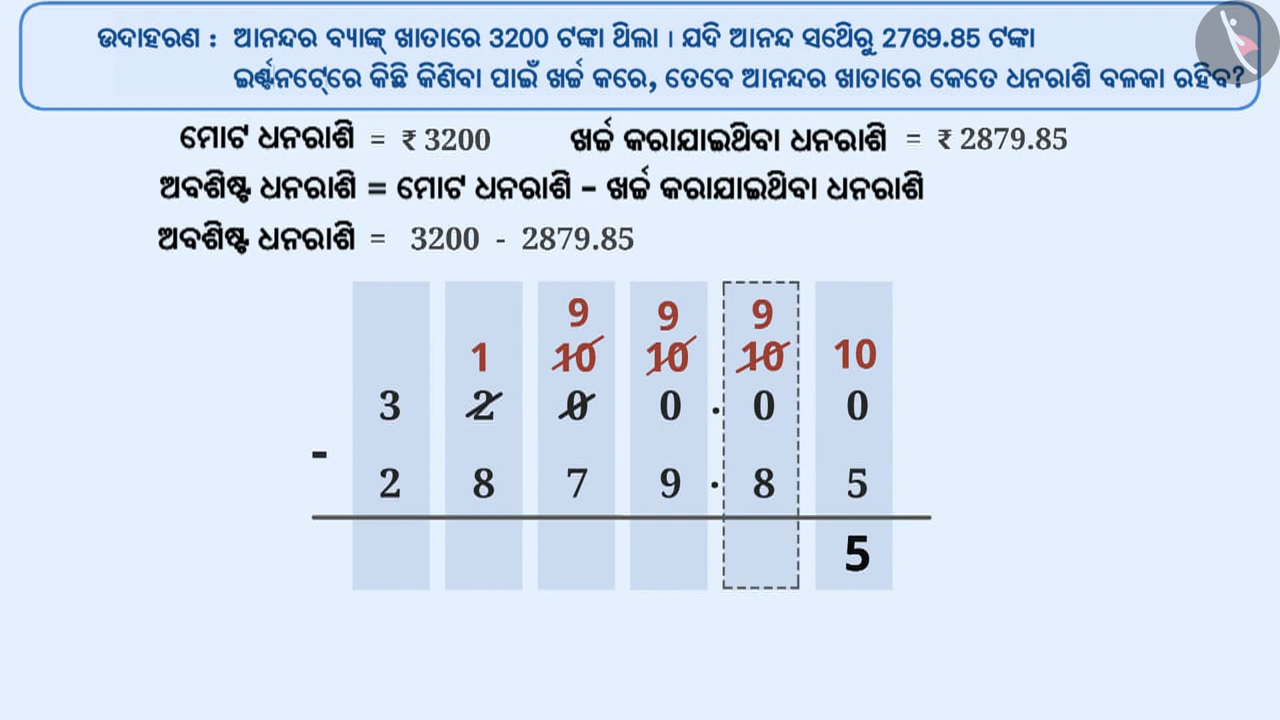 ଉଦାହରଣ : ଆନନ୍ଦର ବ୍ୟାଙ୍କ୍ ଖାତାରେ 3200 ଟଙ୍କା ଥିଲା । ଯଦି ଆନନ୍ଦ ସେଥିରୁ 2769.85 ଟଙ୍କା
କିଛି କିଣିବା ପାଇଁ ଖର୍ଚ୍ଚ କରେ, ତେବେ ଆନନ୍ଦର ଖାତାରେ କେତେ ଧନରାଶି ବଳକା ରହିବ?
ମୋଟ ଧନରାଶି = ₹ 3200 ଖର୍ଚ୍ଚ କରାଯାଇଥିବା ଧନରାଶି = ₹ 2879.85
ଅବଶିଷ୍ଟ ଧନରାଶି = ମୋଟ ଧନରାଶି - ଖର୍ଚ୍ଚ କରାଯାଇଥିବା ଧନରାଶି
ଅବଶିଷ୍ଟ ଧନରାଶି = 3200 - 2879.85
9 9 9
1 10 10 10 10
3 2 0 0 . 0 0
- 2 8 7 9 . 8 5
5